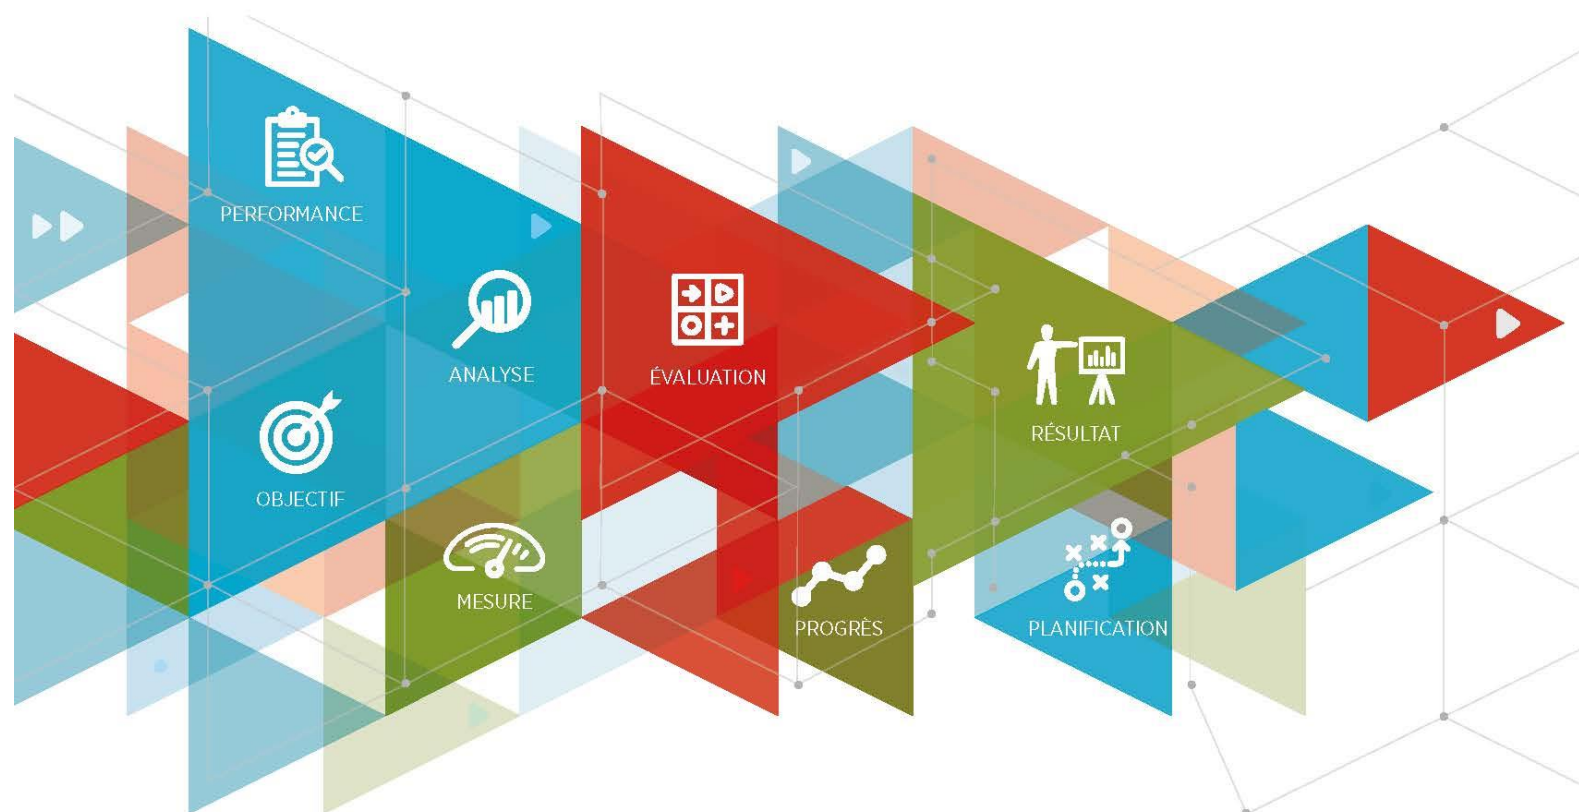 PERFORMANCE
ANALYSE
ÉVALUATION
OBJECTIF
RÉSULTAT
MESURE
PROGRÈS
PLANIFICATION